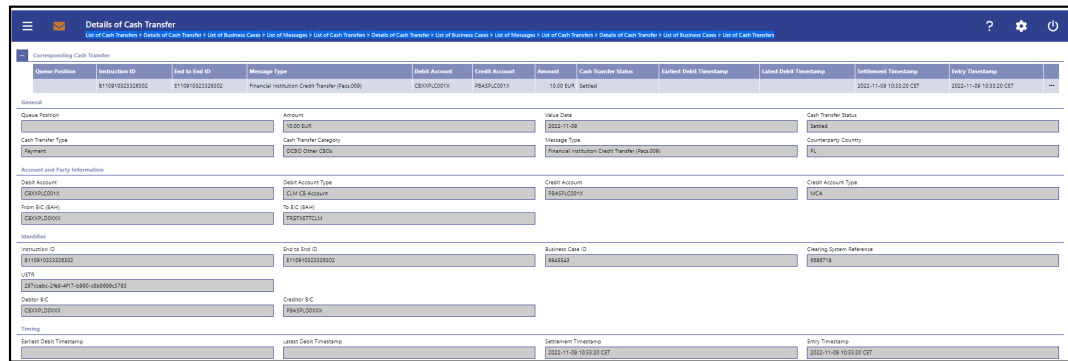 Details of Cash Transfer
List of Cash Transfers > Details of Cash Transfer > List of Business Cases > List of Messages > List of Cash Transfers > Details of Cash Transfer > List of Business Cases > List of Messages > List of Cash Transfers > Details of Cash Transfer > List of Business Cases > List of Cash Transfers
Corresponding Cash Transfer
Queue Position Instruction ID End to End ID Message Type Debit Account Credit Account Amount Cash Transfer Status Earliest Debit Timestamp Latest Debit Timestamp Settlement Timestamp Entry Timestamp
B110910323326302 E110910323326302 Financial Institution Credit Transfer (Pacs.009) CBXXPLC001X PBASPLC001X 10.00 EUR Settled 2022-11-09 10:33:20 CET 2022-11-09 10:33:20 CET
General
Queue Position Amount Value Date Cash Transfer Status
10.00 EUR 2022-11-09 Settled
Cash Transfer Type Cash Transfer Category Message Type Counterparty Country
Payment OCBO Other CBOs Financial Institution Credit Transfer (Pacs.009) PL
Account and Party Information
Debit Account Debit Account Type Credit Account Credit Account Type
CBXXPLC001X CLM CB Account PBASPLC001X MCA
From BIC (BAH) To BIC (BAH)
CBXXPLD0XXX TRGTXETTCLM
Identifier
Instruction ID End to End ID Business Case ID Clearing System Reference
B110910323326302 E110910323326302 9945543 6696718
UETR
Debtor BIC Creditor BIC
CBXXPLD0XXX PBASPLD0XXX
Timing
Earliest Debit Timestamp Latest Debit Timestamp Settlement Timestamp Entry Timestamp
2022-11-09 10:33:20 CET 2022-11-09 10:33:20 CET